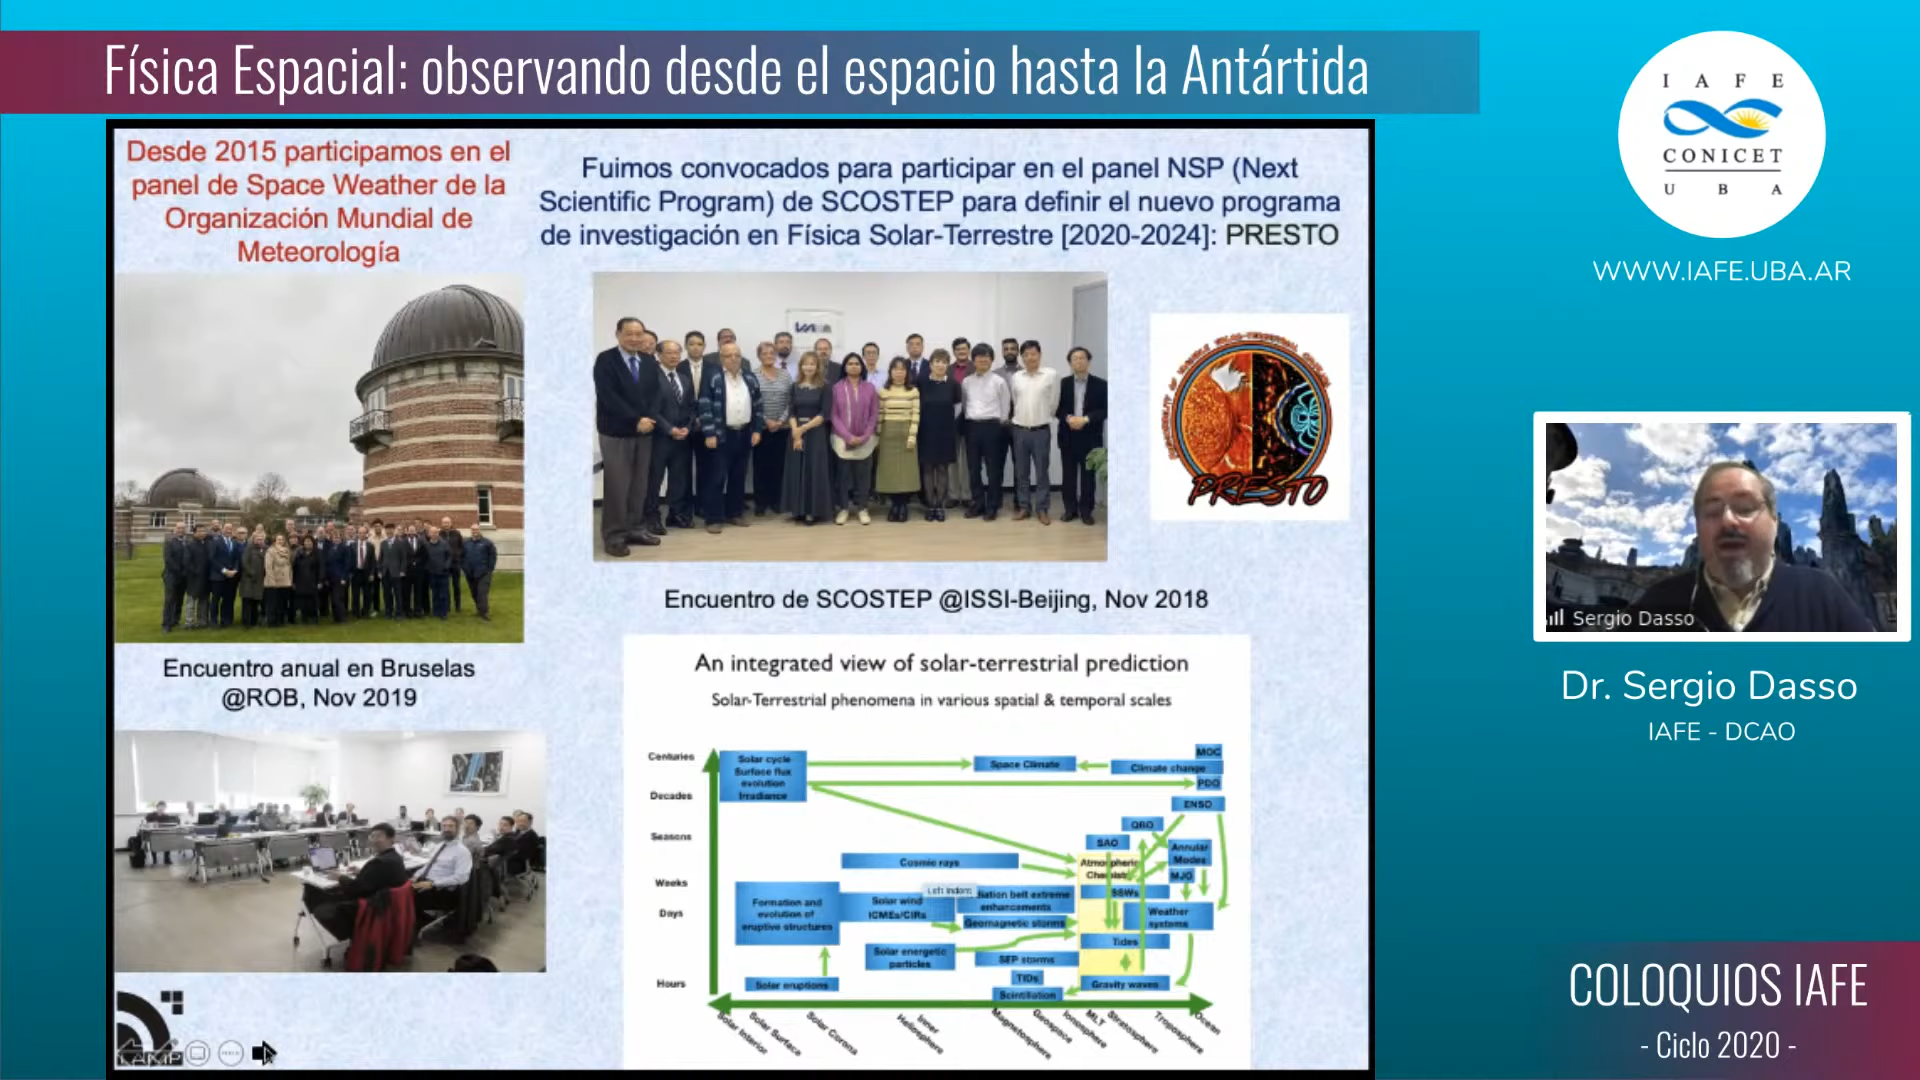 Física Espacial: observando desde el espacio hasta la Antártida
Desde 2015 participamos en el
panel de Space Weather de la
Organización Mundial de
Meteorología
Fuimos convocados para participar en el panel NSP (Next
Scientific Program) de SCOSTEP para definir el nuevo programa
de investigación en Física Solar-Terrestre [2020-2024]: PRESTO
PRESTO
Encuentro de SCOSTEP @ISSI-Beijing, Nov 2018
Encuentro anual en Bruselas
@ROB, Nov 2019
An integrated view of solar-terrestrial prediction
Solar-Terrestrial phenomena in various spatial & temporal scales
Centuries
Decades
Seasons
Weeks
Days
Hours
Solar cycle
Surface flux
evolution
Irradiance
Space Climate
MOC
Climate change
PDO
ENSO
QBO
SAO
Annular
Modes
MJO
Cosmic rays
Atmospheric
Chemistry
SSWs
Formation and
evolution of
eruptive structures
Solar wind
ICMEs/CIRs
Left Indent
belt extreme
enhancements
Geomagnetic storms
Weather
systems
Tides
Solar energetic
particles
SEP storms
TIDs
Scintillation
Gravity waves
Solar eruptions
Solar Interior
Solar Surface
Solar Corona
Inner
Heliosphere
Magnetosphere
Geospace
Ionosphere
MLT
Stratosphere
Troposphere
Ocean
LAMP
IAFE
CONICET
UBA
WWW.IAFE.UBA.AR
Sergio Dasso
Dr. Sergio Dasso
IAFE - DCAO
COLOQUIOS IAFE
- Ciclo 2020 -